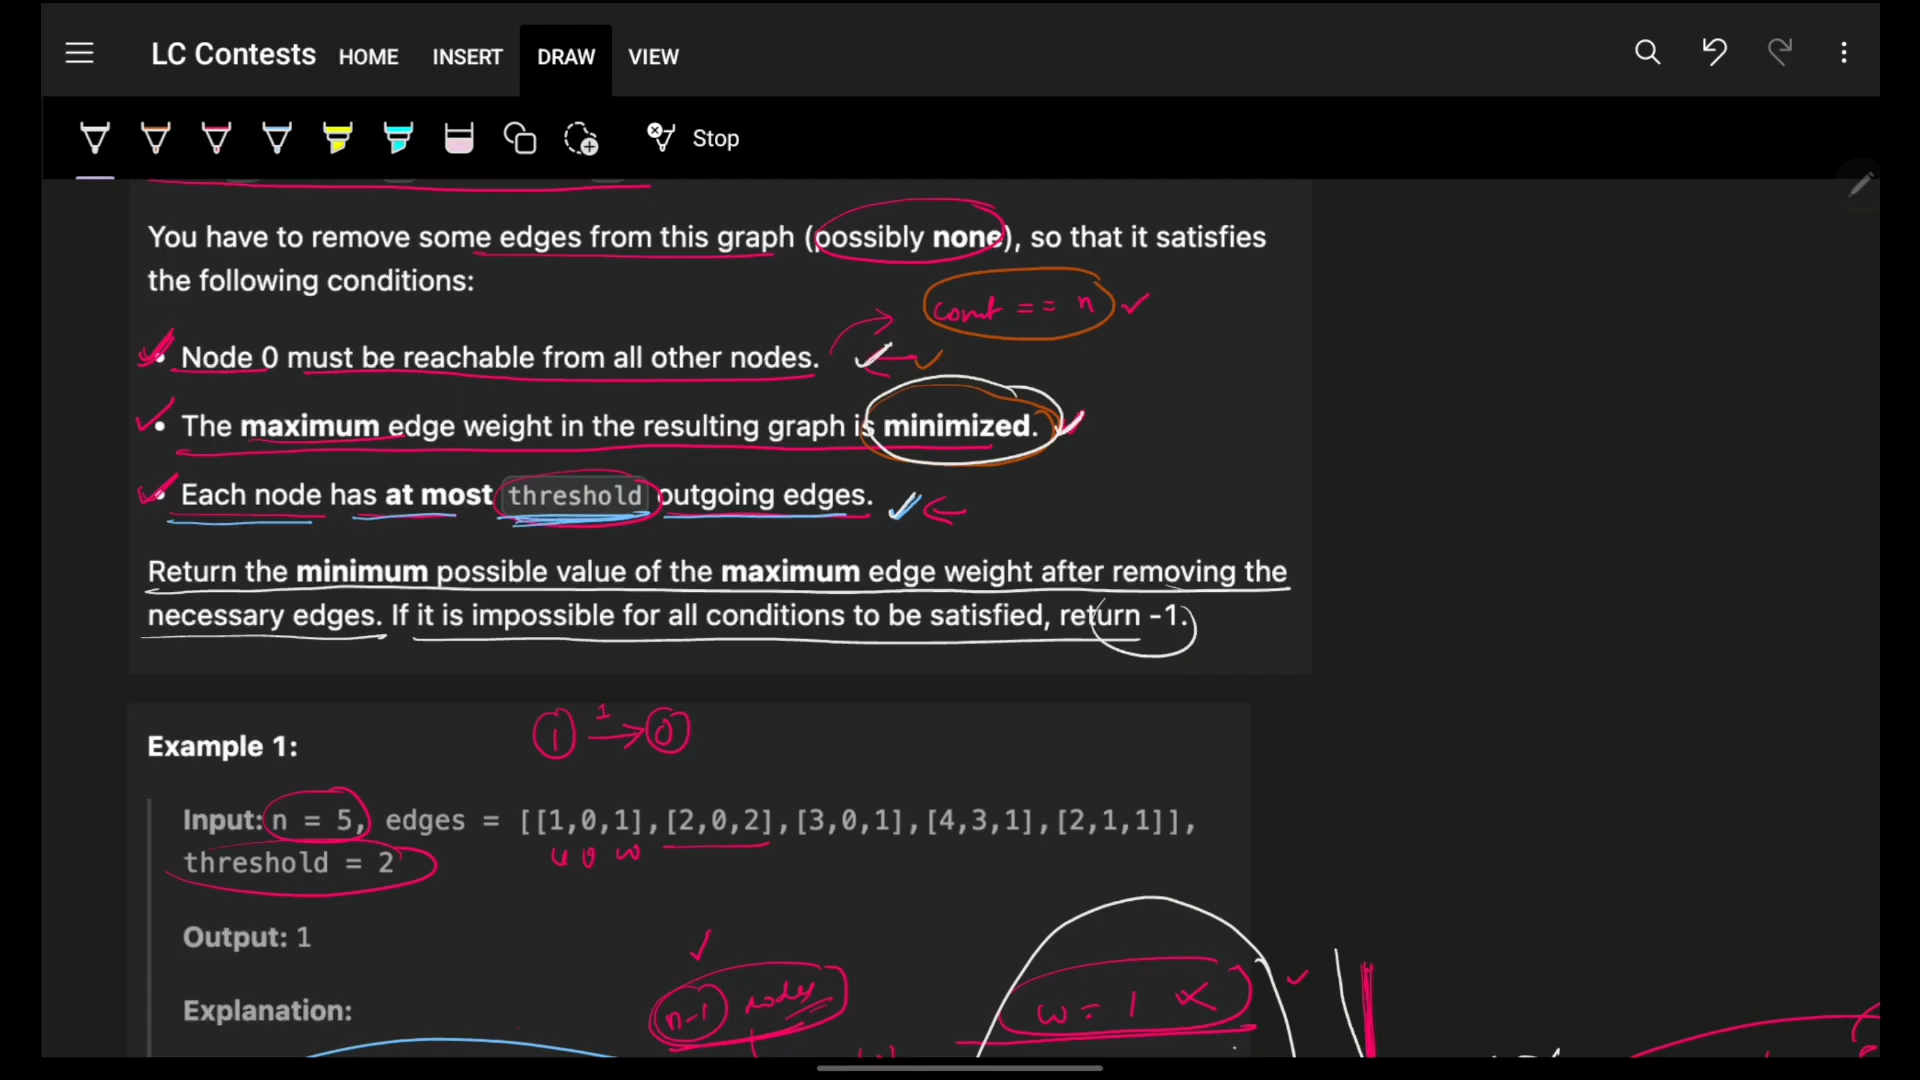 LC Contests HOME INSERT DRAW VIEW
Stop
You have to remove some edges from this graph (possibly none), so that it satisfies
the following conditions:
count == n
• Node 0 must be reachable from all other nodes.
• The maximum edge weight in the resulting graph is minimized.
• Each node has at most threshold outgoing edges.
Return the minimum possible value of the maximum edge weight after removing the
necessary edges. If it is impossible for all conditions to be satisfied, return -1.
1 1 0
Example 1:
Input: n = 5, edges = [[1,0,1],[2,0,2],[3,0,1],[4,3,1],[2,1,1]],
u v w
threshold = 2
Output: 1
n-1 nodes
w = 1
Explanation: